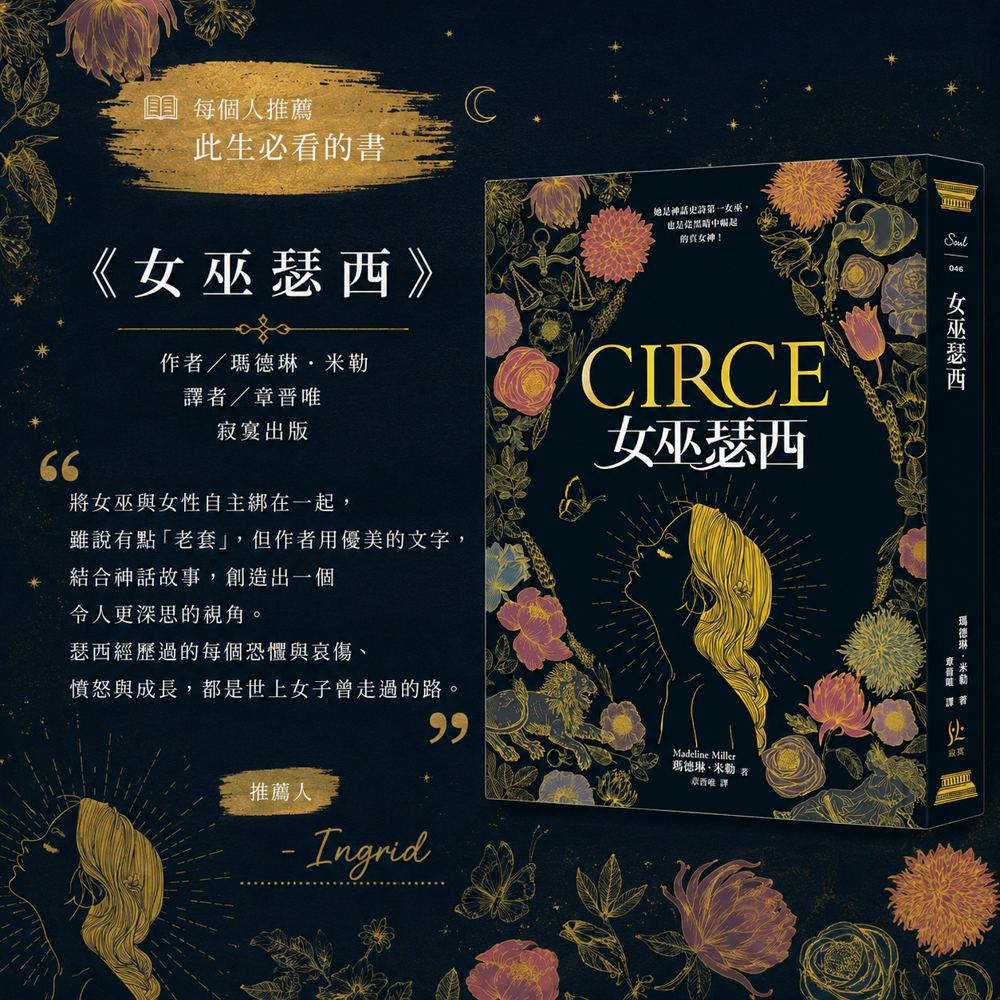 每個人推薦
此生必看的書
《女巫瑟西》
作者／瑪德琳・米勒
譯者／章晋唯
寂寞出版
“
將女巫與女性自主綁在一起，
雖說有點「老套」，但作者用優美的文字，
結合神話故事，創造出一個
令人更深思的視角。
瑟西經歷過的每個恐懼與哀傷、
憤怒與成長，都是世上女子曾走過的路。
”
推薦人
- Ingrid
她是神話史詩第一女巫，
也是從黑暗中崛起
的真女神！
CIRCE
女巫瑟西
Madeline Miller
瑪德琳・米勒 著
章晋唯 譯
Soul
046
女巫瑟西
瑪德琳・米勒 著
章晋唯 譯
寂寞